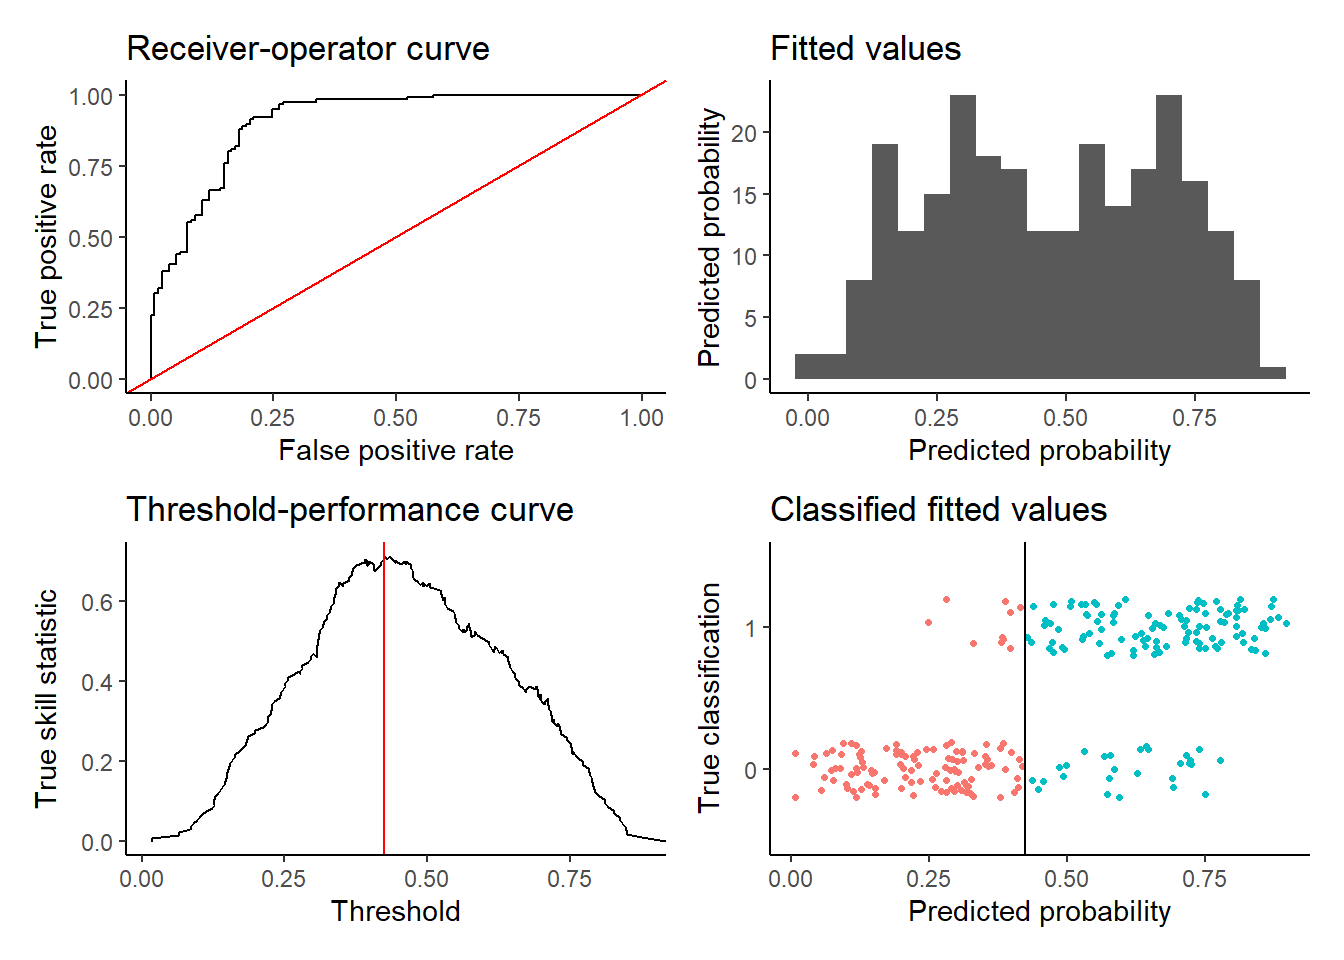 Receiver-operator curve
True positive rate
1.00
0.75
0.50
0.25
0.00
0.00 0.25 0.50 0.75 1.00
False positive rate
Fitted values
Predicted probability
20
15
10
5
0
0.00 0.25 0.50 0.75
Predicted probability
Threshold-performance curve
True skill statistic
0.6
0.4
0.2
0.0
0.00 0.25 0.50 0.75
Threshold
Classified fitted values
True classification
1
0
0.00 0.25 0.50 0.75
Predicted probability